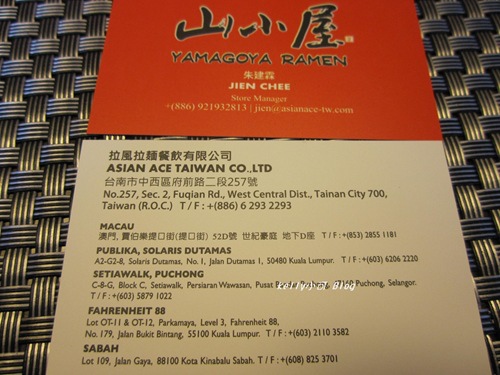 山小屋
YAMAGOYA RAMEN
朱建霖
JIEN CHEE
Store Manager
+(886) 921932813 | jien@asianace-tw.com
拉風拉麵餐飲有限公司
ASIAN ACE TAIWAN CO.,LTD
台南市中西區府前路二段257號
No.257, Sec. 2, Fuqian Rd., West Central Dist., Tainan City 700,
Taiwan (R.O.C.) T / F : +(886) 6 293 2293
MACAU
澳門, 賈伯樂提口街(提口街) 52D號 世紀豪庭 地下D座 T / F : +(853) 2855 1181
PUBLIKA, SOLARIS DUTAMAS
A2-G2-8, Solaris Dutamas, No. 1, Jalan Dutamas 1, 50480 Kuala Lumpur. T / F : +(603) 6206 2220
SETIAWALK, PUCHONG
C-8-G, Block C, Setiawalk, Persiaran Wawasan, Pusat Puchong, Selangor.
T / F : +(603) 5879 1022
FAHRENHEIT 88
Lot OT-11 & OT-12, Parkamaya, Level 3, Fahrenheit 88,
No. 179, Jalan Bukit Bintang, 55100 Kuala Lumpur. T / F : +(603) 2110 3582
SABAH
Lot 109, Jalan Gaya, 88100 Kota Kinabalu Sabah. T / F : +(608) 825 3701